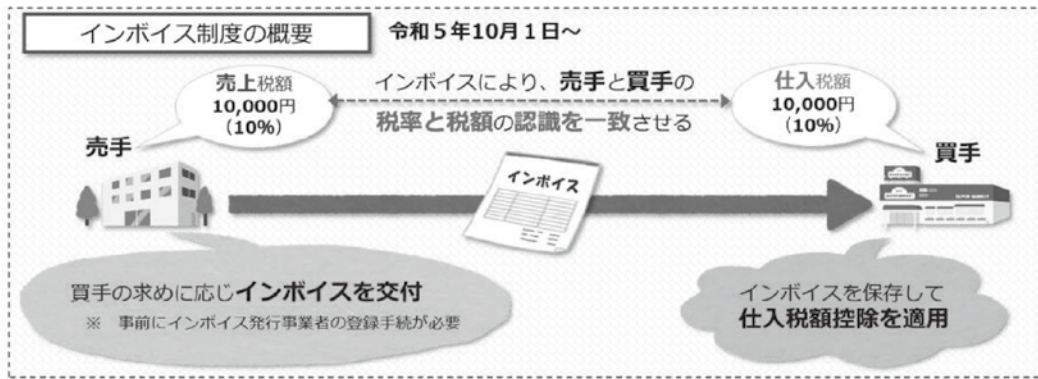 インボイス制度の概要
令和5年10月1日～
売上税額
10,000円
（10%）
インボイスにより、売手と買手の
税率と税額の認識を一致させる
仕入税額
10,000円
（10%）
売手
買手
インボイス
買手の求めに応じインボイスを交付
※ 事前にインボイス発行事業者の登録手続が必要
インボイスを保存して
仕入税額控除を適用